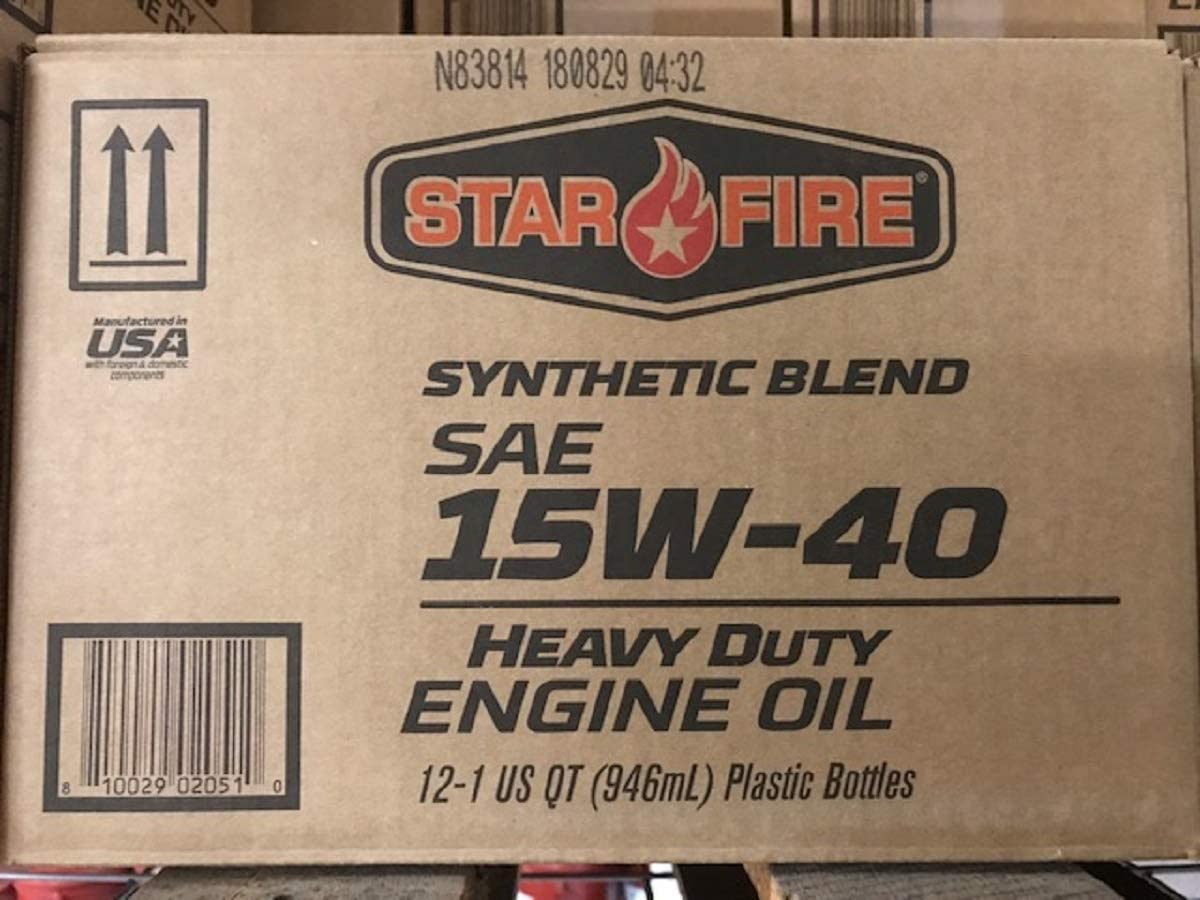 N83814 180829 04:32
STAR FIRE®
Manufactured in
USA
with foreign & domestic
components
SYNTHETIC BLEND
SAE
15W-40
HEAVY DUTY
ENGINE OIL
12-1 US QT (946mL) Plastic Bottles
8 10029 02051 0